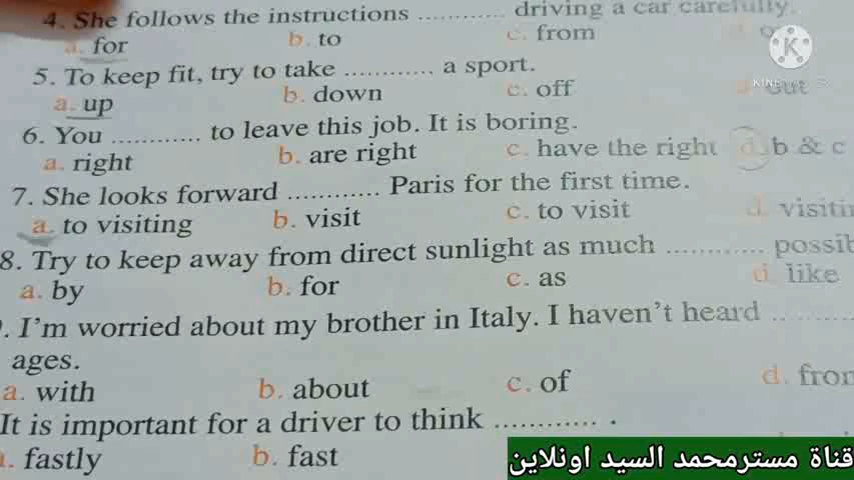 4. She follows the instructions ............ driving a car carefully.
a. for b. to c. from
5. To keep fit, try to take ............ a sport.
a. up b. down c. off d. out
6. You ............ to leave this job. It is boring.
a. right b. are right c. have the right d. b & c
7. She looks forward ............ Paris for the first time.
a. to visiting b. visit c. to visit d. visiti
8. Try to keep away from direct sunlight as much ............ possib
a. by b. for c. as d. like
. I'm worried about my brother in Italy. I haven't heard .........
ages.
a. with b. about c. of d. from
It is important for a driver to think ............ .
. fastly b. fast
قناة مسترمحمد السيد اونلاين